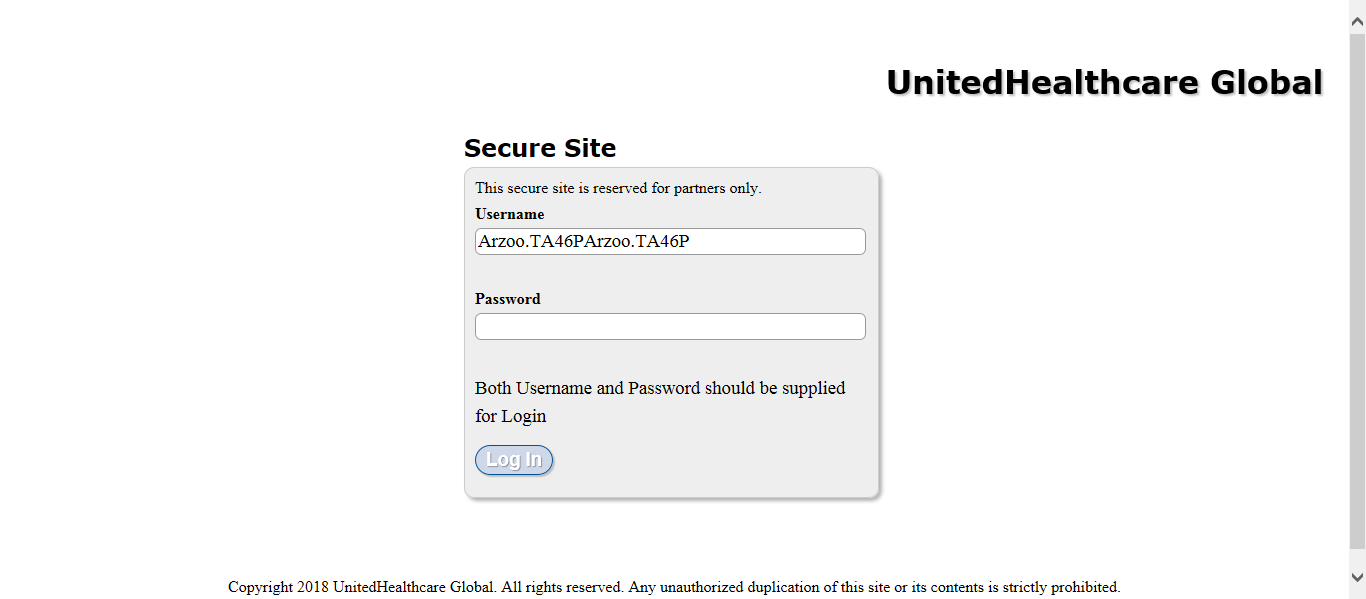 UnitedHealthcare Global
Secure Site
This secure site is reserved for partners only.
Username
Arzoo.TA46PArzoo.TA46P
Password
Both Username and Password should be supplied
for Login
Log In
Copyright 2018 UnitedHealthcare Global. All rights reserved. Any unauthorized duplication of this site or its contents is strictly prohibited.